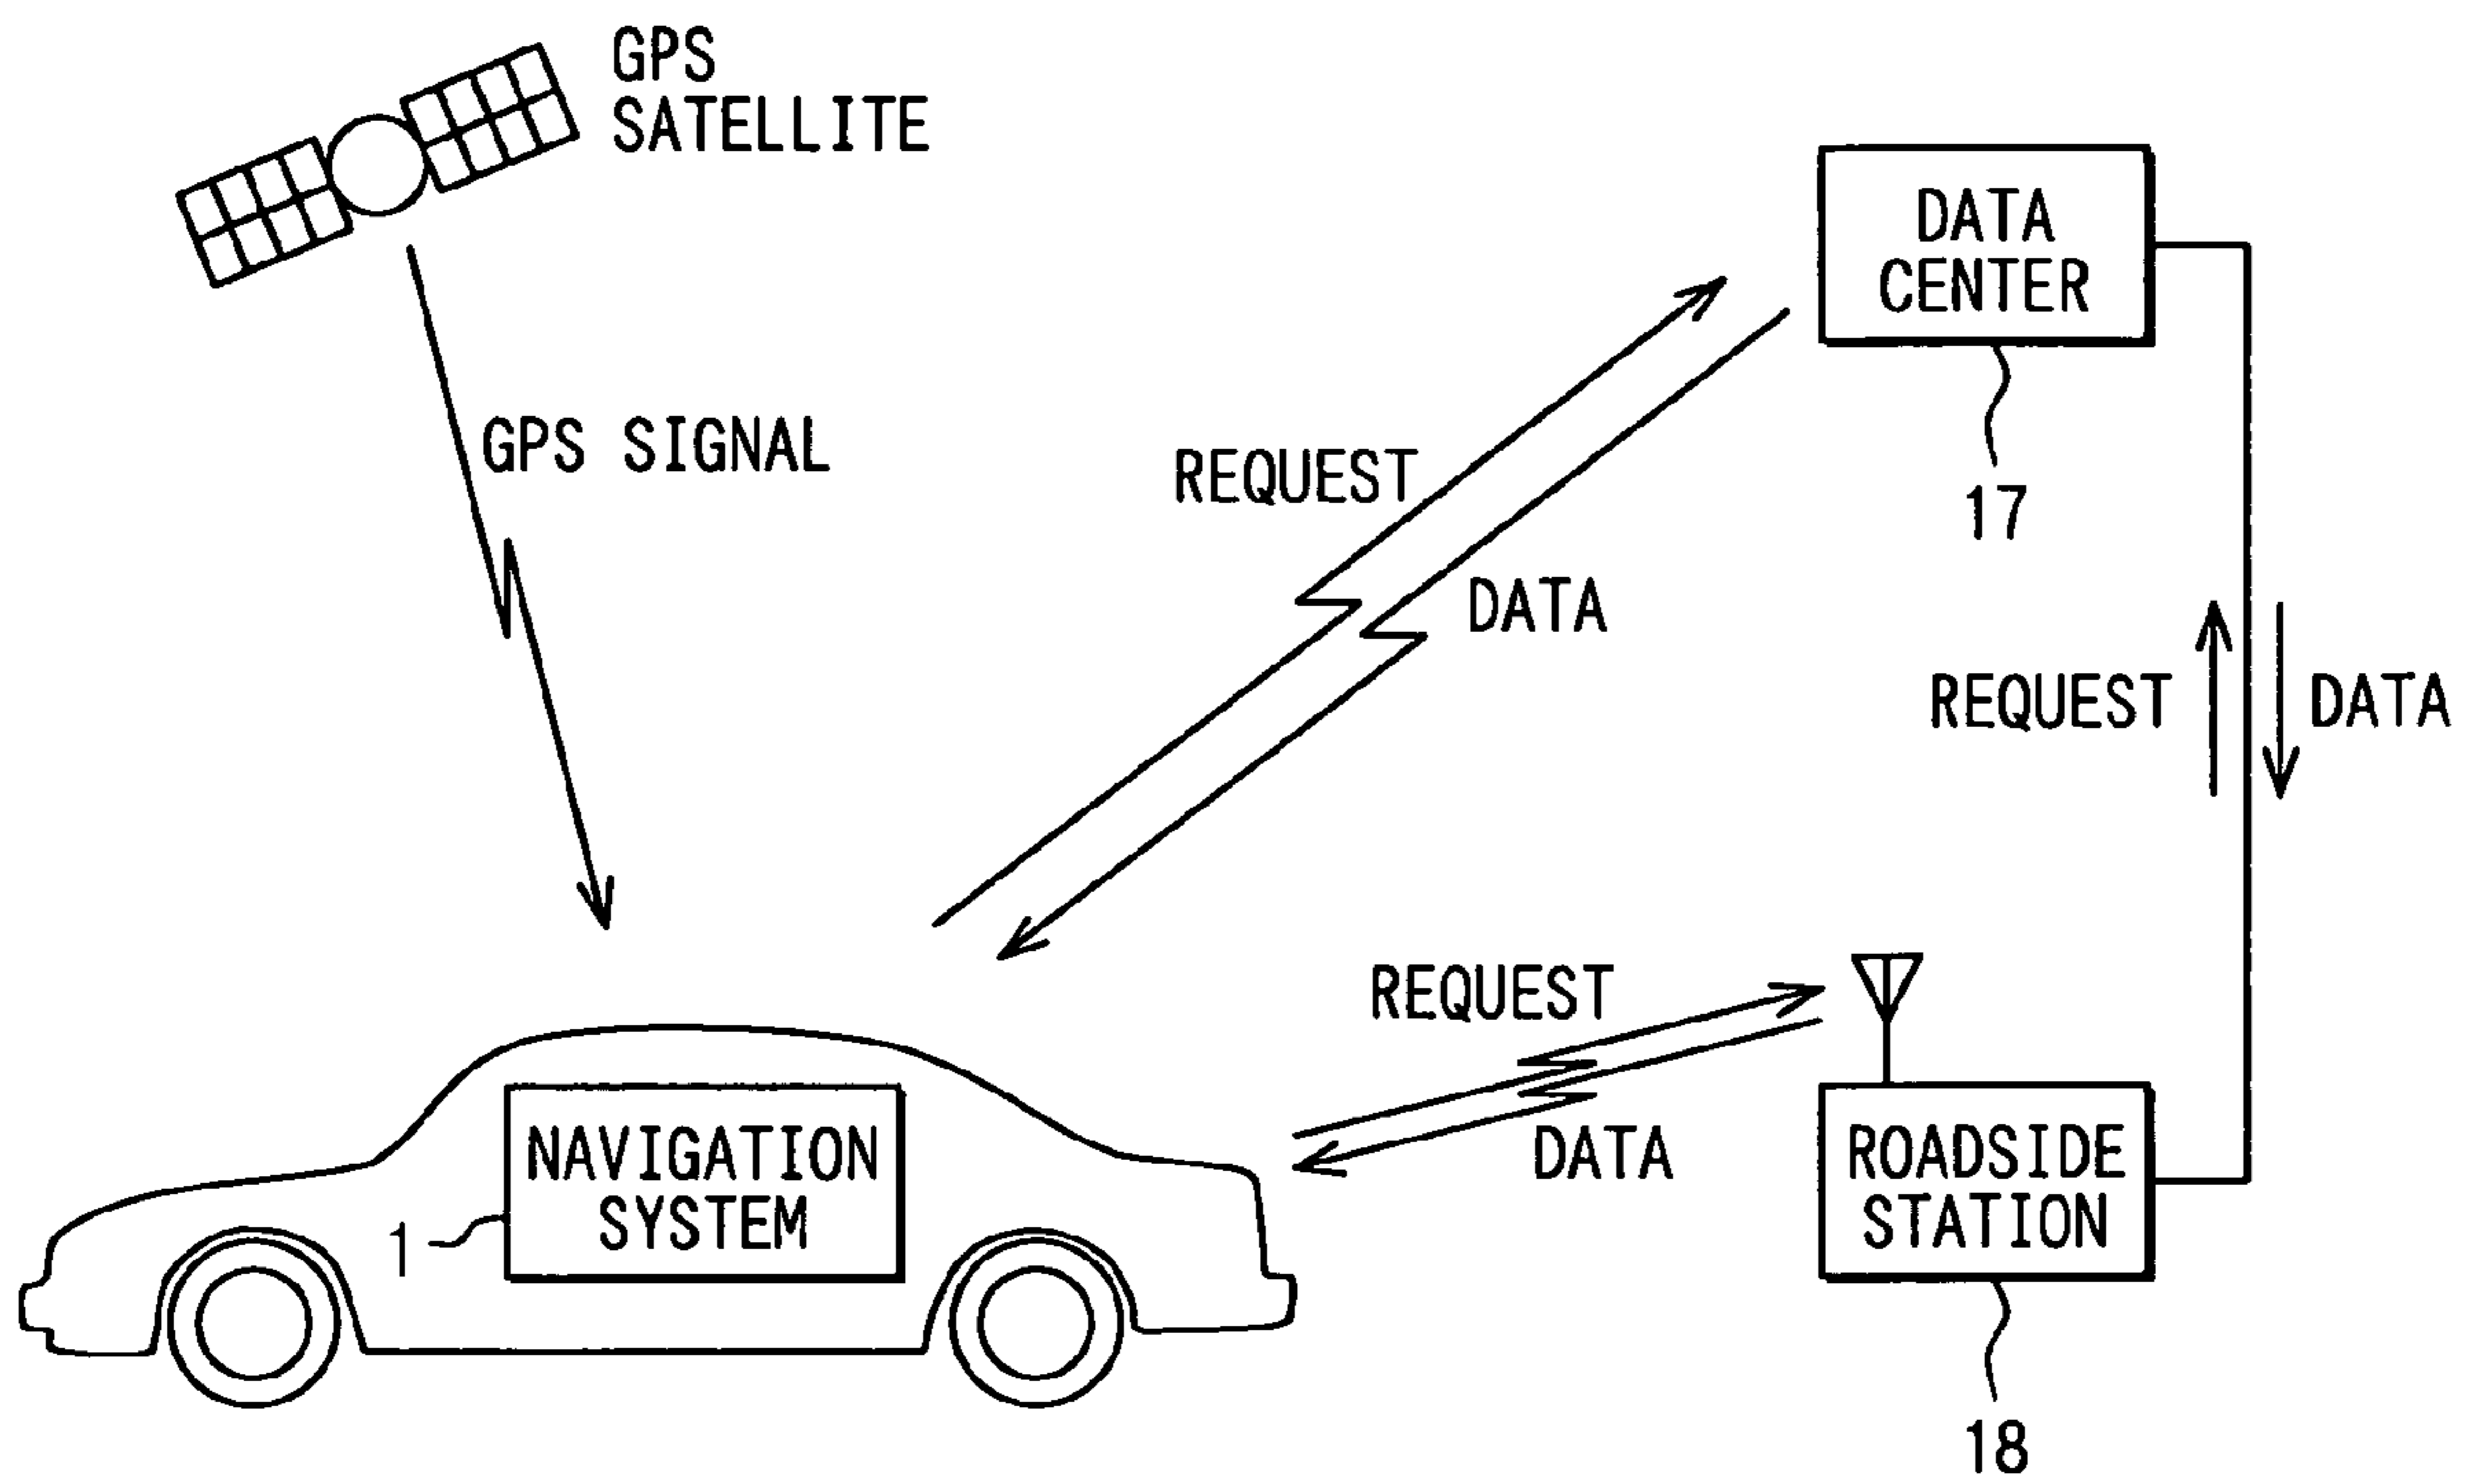 GPS
SATELLITE
DATA
CENTER
GPS SIGNAL
REQUEST
17
DATA
REQUEST
DATA
REQUEST
NAVIGATION
SYSTEM
DATA
ROADSIDE
STATION
1
18